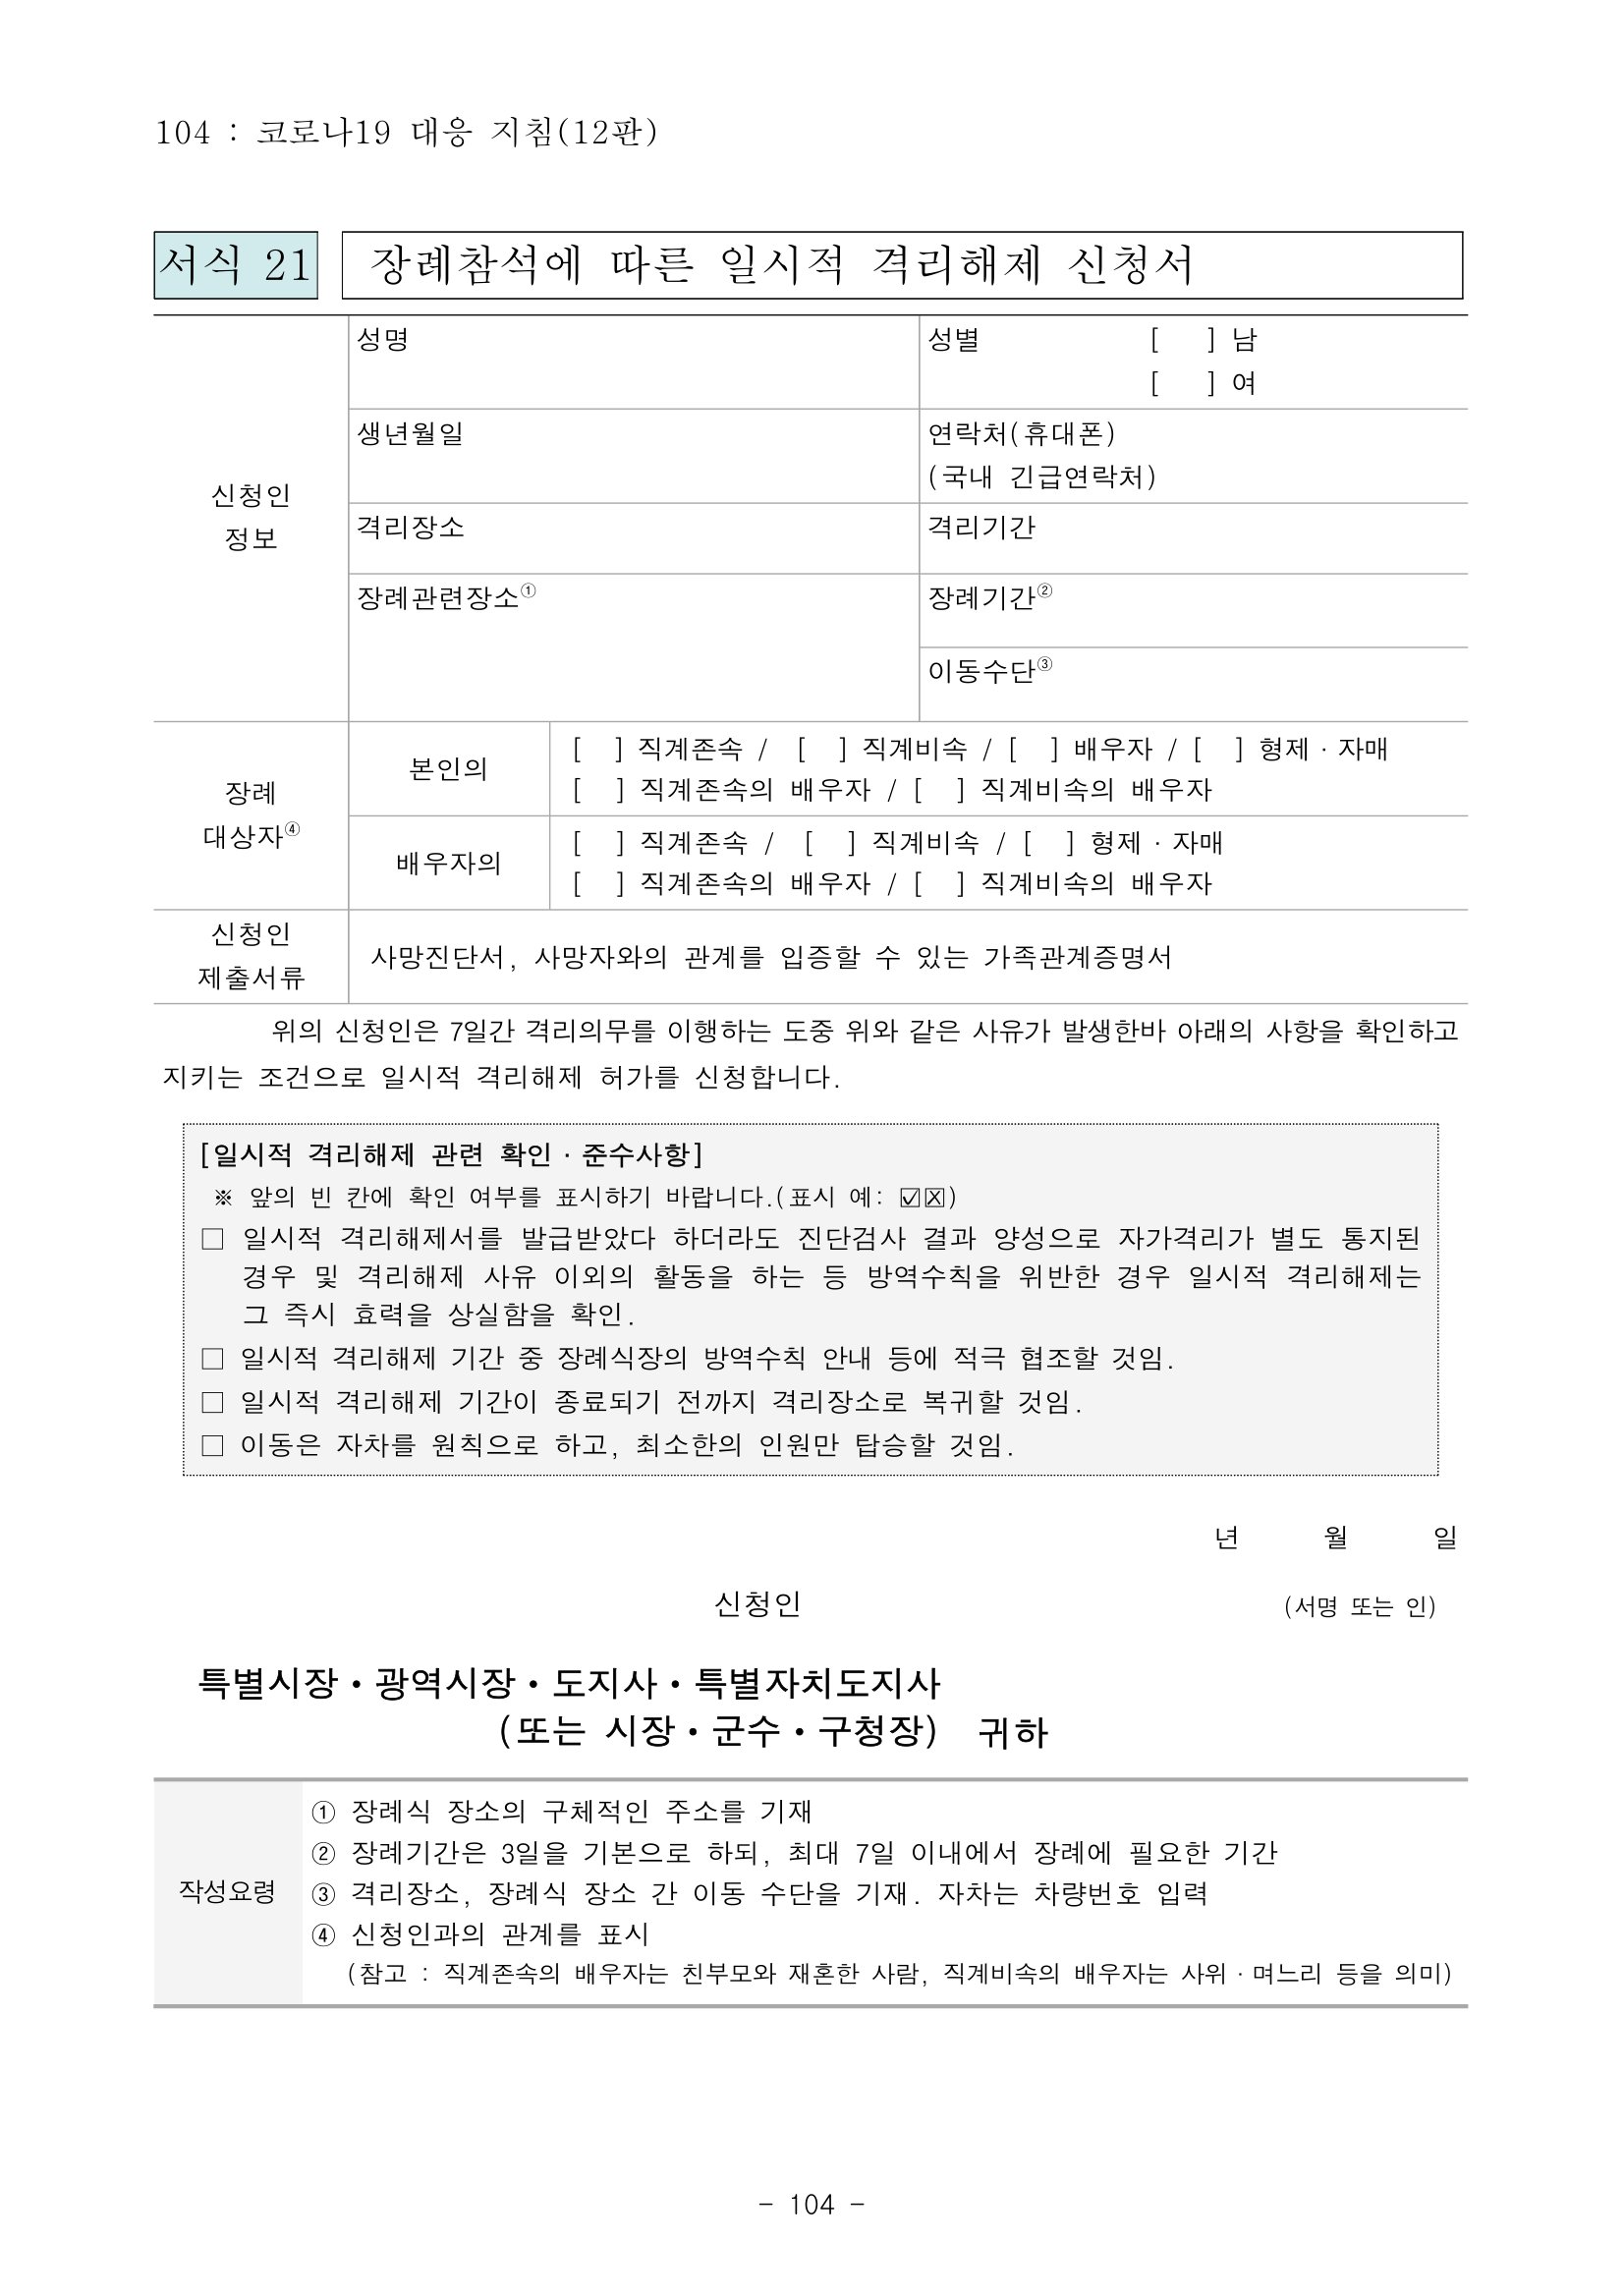 104 : 코로나19 대응 지침(12판)
서식 21 장례참석에 따른 일시적 격리해제 신청서
신청인
정보
성명
성별 [ ] 남
[ ] 여
생년월일
연락처(휴대폰)
(국내 긴급연락처)
격리장소
격리기간
장례관련장소①
장례기간②
이동수단③
장례
대상자④
본인의
[ ] 직계존속 / [ ] 직계비속 / [ ] 배우자 / [ ] 형제·자매
[ ] 직계존속의 배우자 / [ ] 직계비속의 배우자
배우자의
[ ] 직계존속 / [ ] 직계비속 / [ ] 형제·자매
[ ] 직계존속의 배우자 / [ ] 직계비속의 배우자
신청인
제출서류
사망진단서, 사망자와의 관계를 입증할 수 있는 가족관계증명서
위의 신청인은 7일간 격리의무를 이행하는 도중 위와 같은 사유가 발생한바 아래의 사항을 확인하고
지키는 조건으로 일시적 격리해제 허가를 신청합니다.
[일시적 격리해제 관련 확인·준수사항]
※ 앞의 빈 칸에 확인 여부를 표시하기 바랍니다.(표시 예: ☑☒)
□ 일시적 격리해제서를 발급받았다 하더라도 진단검사 결과 양성으로 자가격리가 별도 통지된
경우 및 격리해제 사유 이외의 활동을 하는 등 방역수칙을 위반한 경우 일시적 격리해제는
그 즉시 효력을 상실함을 확인.
□ 일시적 격리해제 기간 중 장례식장의 방역수칙 안내 등에 적극 협조할 것임.
□ 일시적 격리해제 기간이 종료되기 전까지 격리장소로 복귀할 것임.
□ 이동은 자차를 원칙으로 하고, 최소한의 인원만 탑승할 것임.
년 월 일
신청인 (서명 또는 인)
특별시장·광역시장·도지사·특별자치도지사
(또는 시장·군수·구청장) 귀하
작성요령
① 장례식 장소의 구체적인 주소를 기재
② 장례기간은 3일을 기본으로 하되, 최대 7일 이내에서 장례에 필요한 기간
③ 격리장소, 장례식 장소 간 이동 수단을 기재. 자차는 차량번호 입력
④ 신청인과의 관계를 표시
(참고 : 직계존속의 배우자는 친부모와 재혼한 사람, 직계비속의 배우자는 사위·며느리 등을 의미)
- 104 -